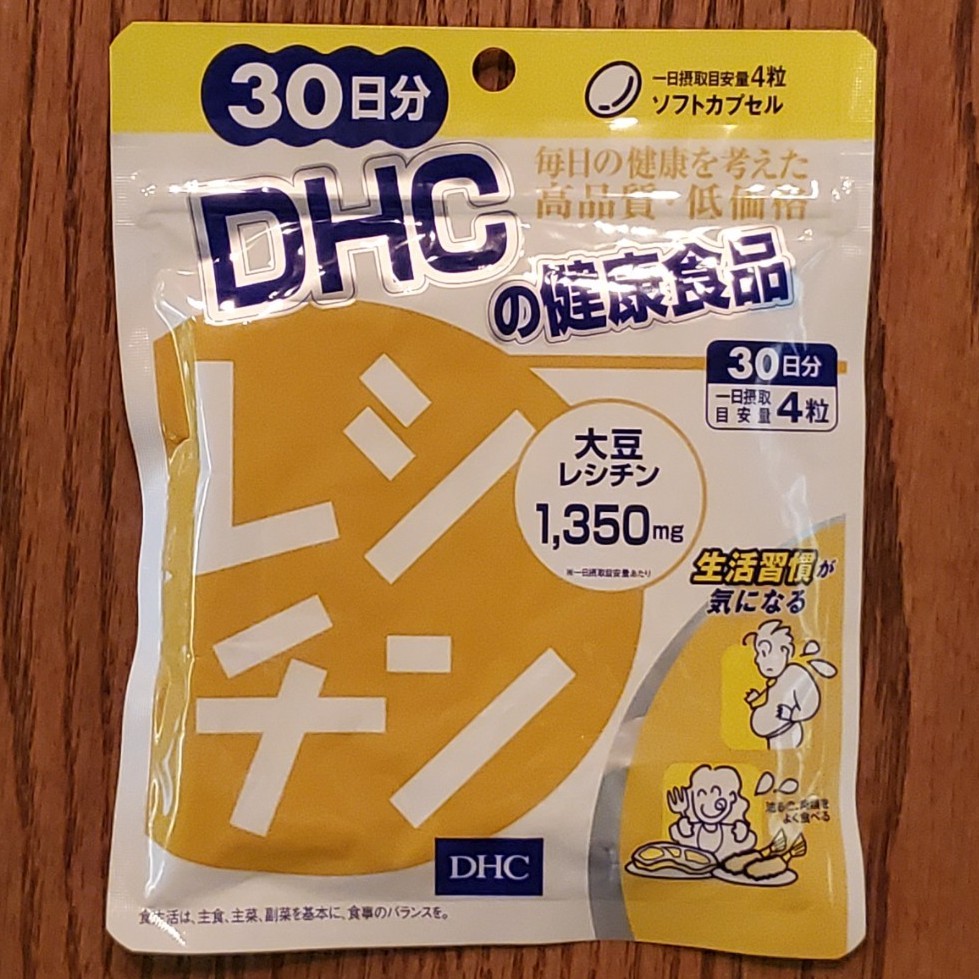 30日分
一日摂取目安量4粒
ソフトカプセル
毎日の健康を考えた
高品質 低価格
DHC
の健康食品
30日分
一日摂取
目安量 4粒
レシ
チン
大豆
レシチン
1,350mg
※一日摂取目安量あたり
生活習慣が
気になる
よく食べる
DHC
食生活は、主食、主菜、副菜を基本に、食事のバランスを。